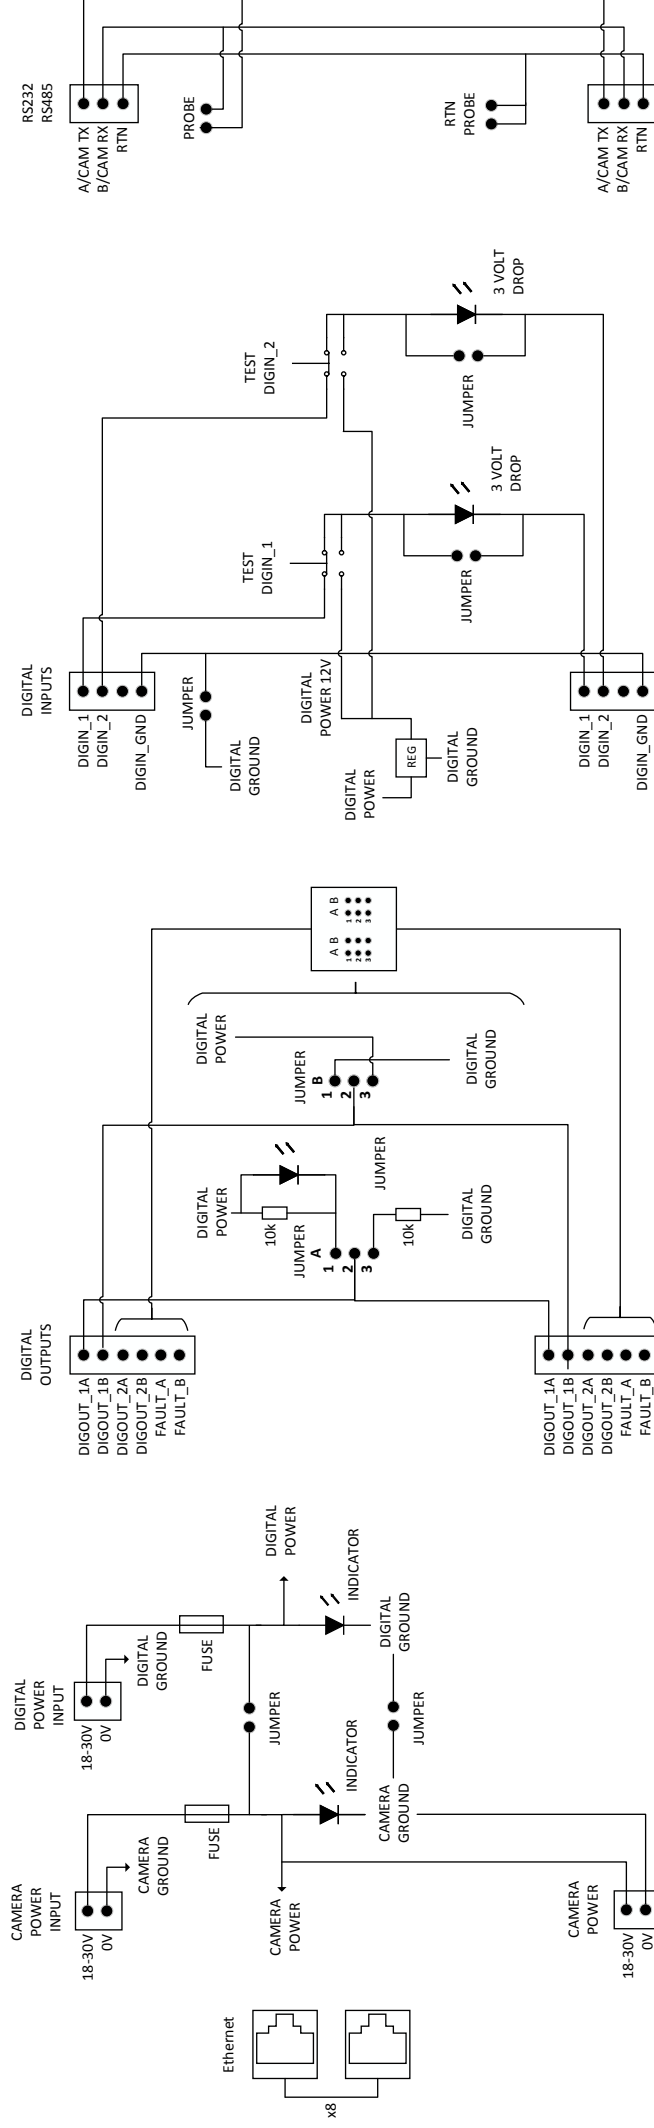 Ethernet
x8
CAMERA
POWER
INPUT
18-30V
0V
CAMERA
GROUND
FUSE
CAMERA
POWER
INDICATOR
CAMERA
GROUND
CAMERA
POWER
18-30V
0V
DIGITAL
POWER
INPUT
18-30V
0V
DIGITAL
GROUND
FUSE
JUMPER
DIGITAL
POWER
INDICATOR
DIGITAL
GROUND
JUMPER
DIGITAL
OUTPUTS
DIGOUT_1A
DIGOUT_1B
DIGOUT_2A
DIGOUT_2B
FAULT_A
FAULT_B
DIGITAL
POWER
10k
JUMPER
A
1
2
3
10k
DIGITAL
GROUND
JUMPER
DIGITAL
POWER
JUMPER
B
1
2
3
DIGITAL
GROUND
A B
1
2
3
A B
1
2
3
DIGOUT_1A
DIGOUT_1B
DIGOUT_2A
DIGOUT_2B
FAULT_A
FAULT_B
DIGITAL
INPUTS
DIGIN_1
DIGIN_2
DIGIN_GND
JUMPER
DIGITAL
GROUND
DIGITAL
POWER 12V
DIGITAL
POWER
REG
DIGITAL
GROUND
TEST
DIGIN_1
JUMPER
3 VOLT
DROP
TEST
DIGIN_2
JUMPER
3 VOLT
DROP
DIGIN_1
DIGIN_2
DIGIN_GND
RS232
RS485
A/CAM TX
B/CAM RX
RTN
PROBE
RTN
PROBE
A/CAM TX
B/CAM RX
RTN